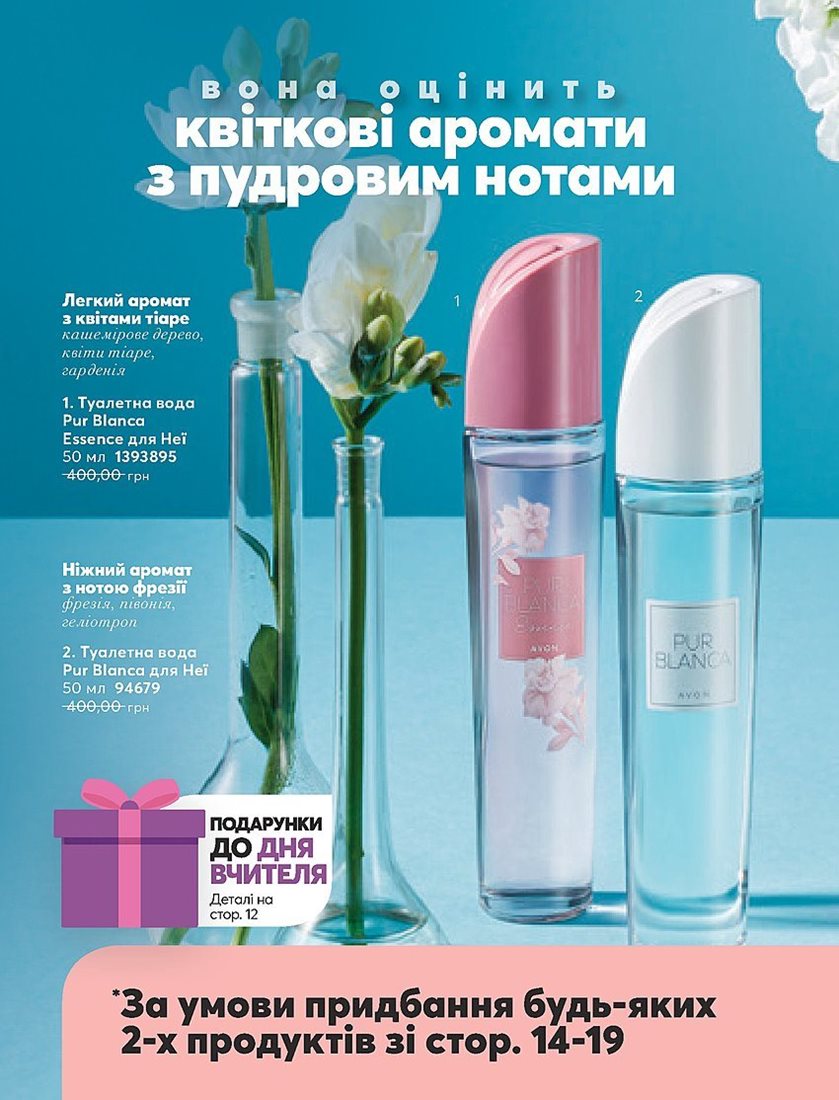 вона оцінить
квіткові аромати
з пудровим нотами
Легкий аромат
з квітами тіаре
кашемірове дерево,
квіти тіаре,
гарденія
1. Туалетна вода
Pur Blanca
Essence для Неї
50 мл 1393895
400,00 грн
1
2
Ніжний аромат
з нотою фрезії
фрезія, півонія,
геліотроп
2. Туалетна вода
Pur Blanca для Неї
50 мл 94679
400,00 грн
PUR
BLANCA
Essence
AVON
PUR
BLANCA
AVON
ПОДАРУНКИ
ДО ДНЯ
ВЧИТЕЛЯ
Деталі на
стор. 12
*За умови придбання будь-яких
2-х продуктів зі стор. 14-19